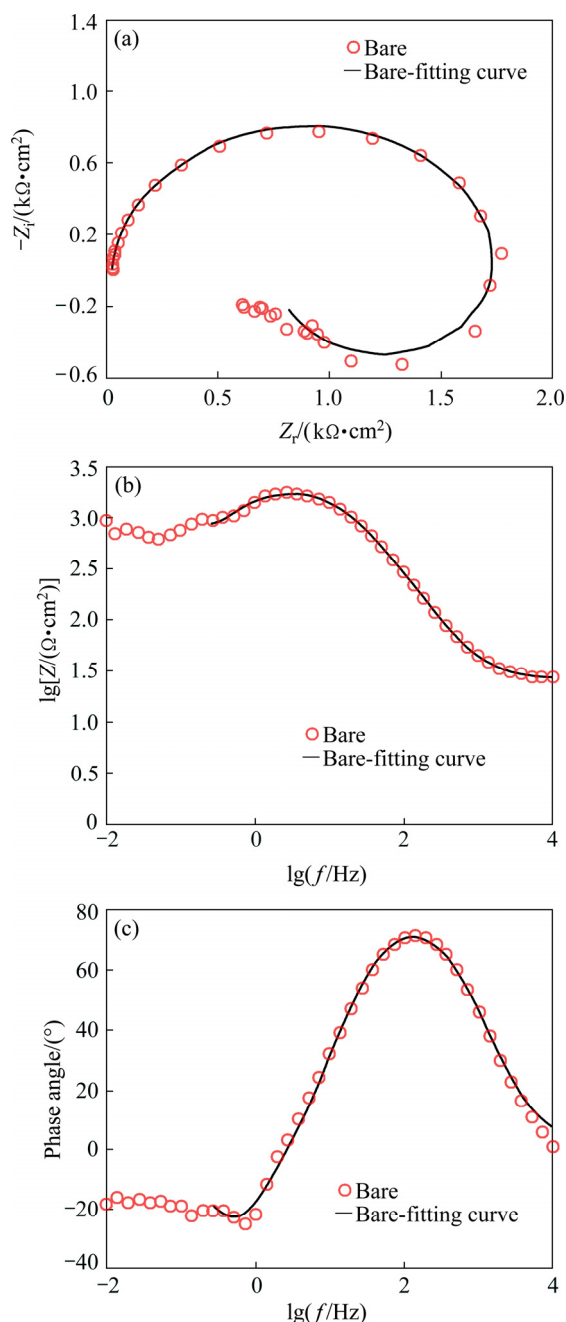 (a)
Bare
Bare-fitting curve
1.4
1.0
0.6
0.2
−0.2
−0.6
−Zi/(kΩ•cm²)
0
0.5
1.0
1.5
2.0
Zr/(kΩ•cm²)
(b)
3.5
3.0
2.5
2.0
1.5
1.0
0.5
0
lg[Z/(Ω•cm²)]
Bare
Bare-fitting curve
−2
0
2
4
lg(f/Hz)
(c)
80
60
40
20
0
−20
−40
Phase angle/(°)
Bare
Bare-fitting curve
−2
0
2
4
lg(f/Hz)